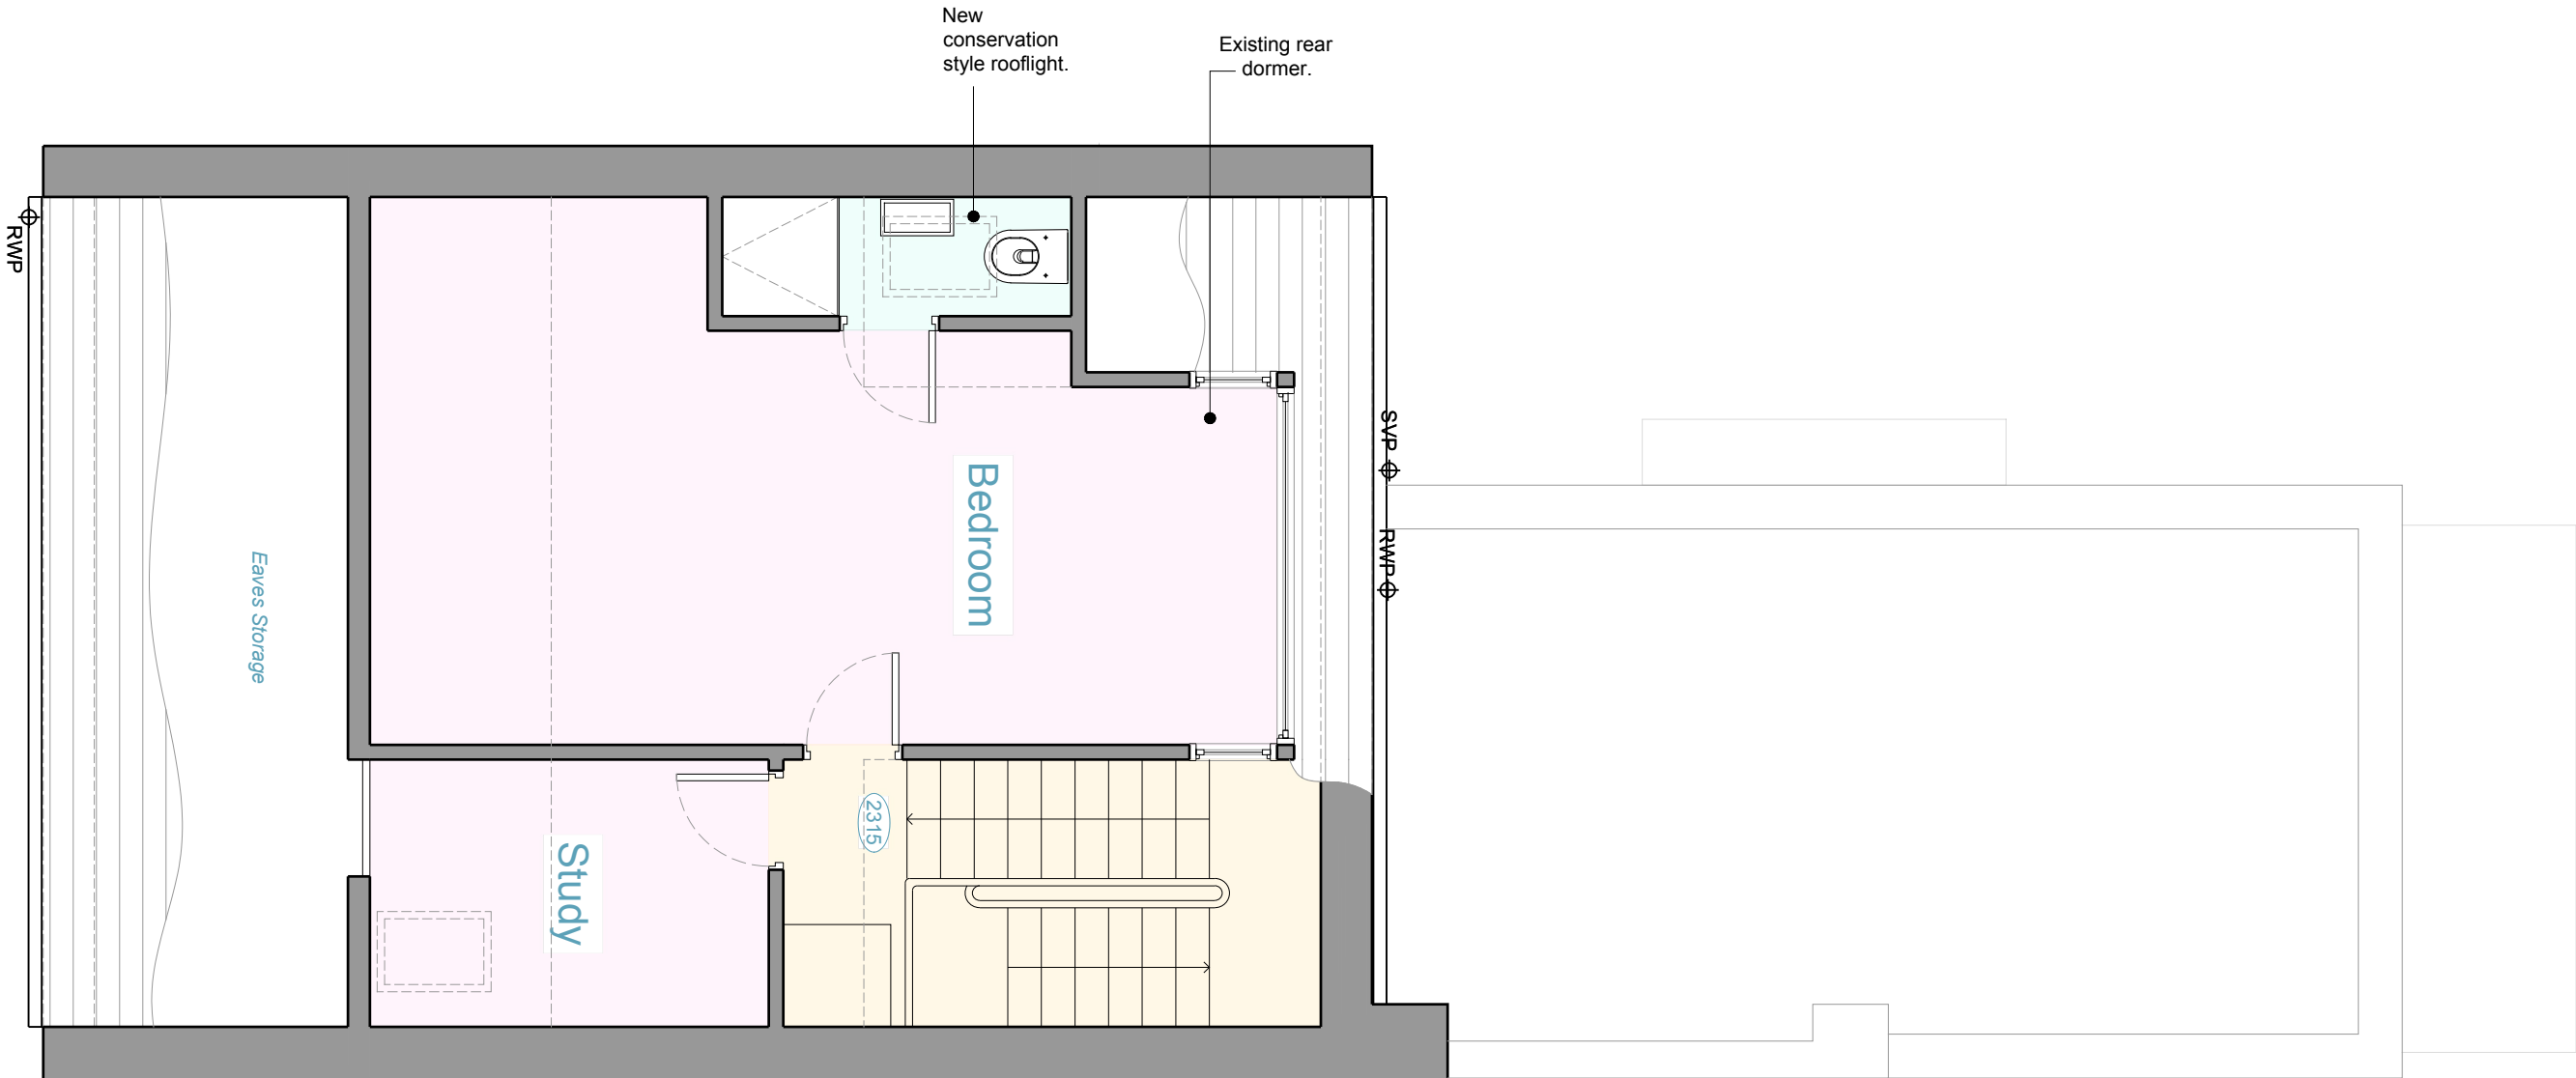 New
conservation
style rooflight.
Existing rear
dormer.
RWP
SVP
RWP
Bedroom
Eaves Storage
2315
Study